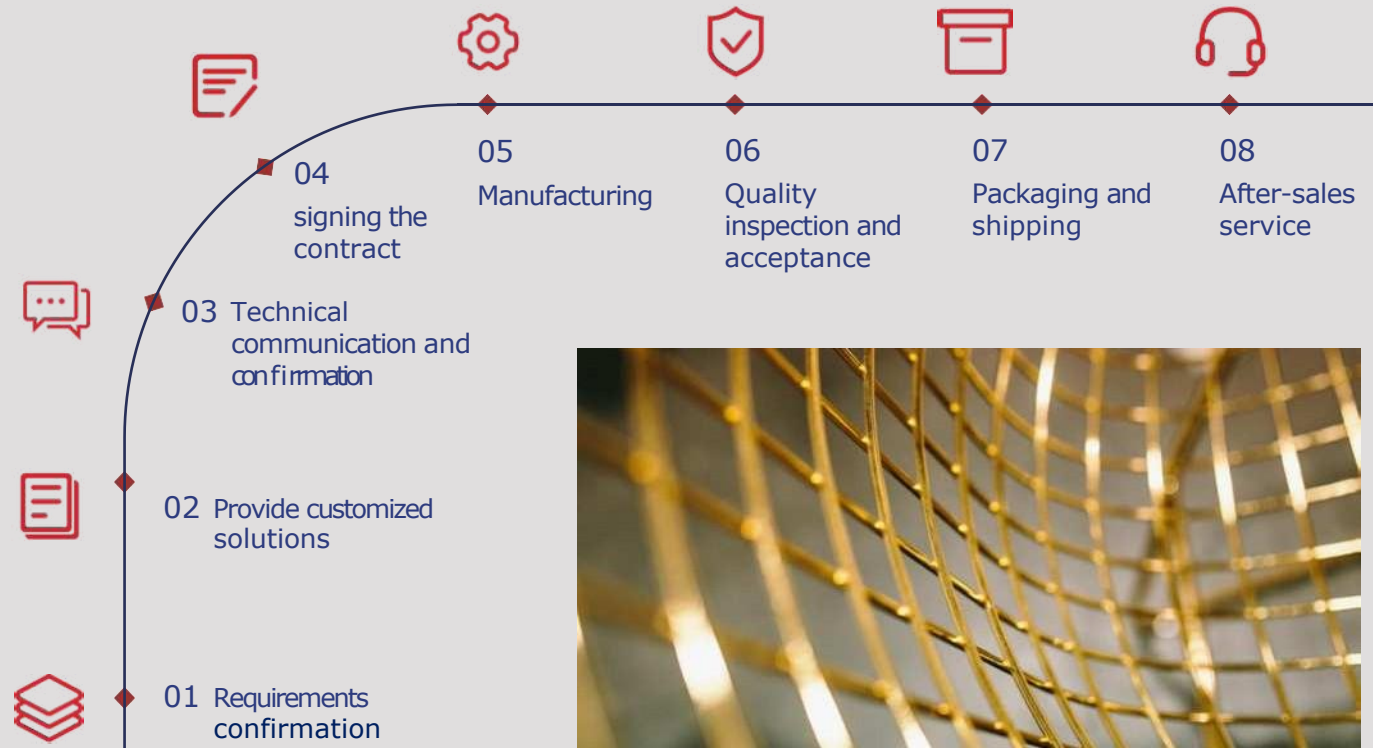 05
Manufacturing
06
Quality
inspection and
acceptance
07
Packaging and
shipping
08
After-sales
service
04
signing the
contract
03 Technical
communication and
confirrmation
02 Provide customized
solutions
01 Requirements
confirmation